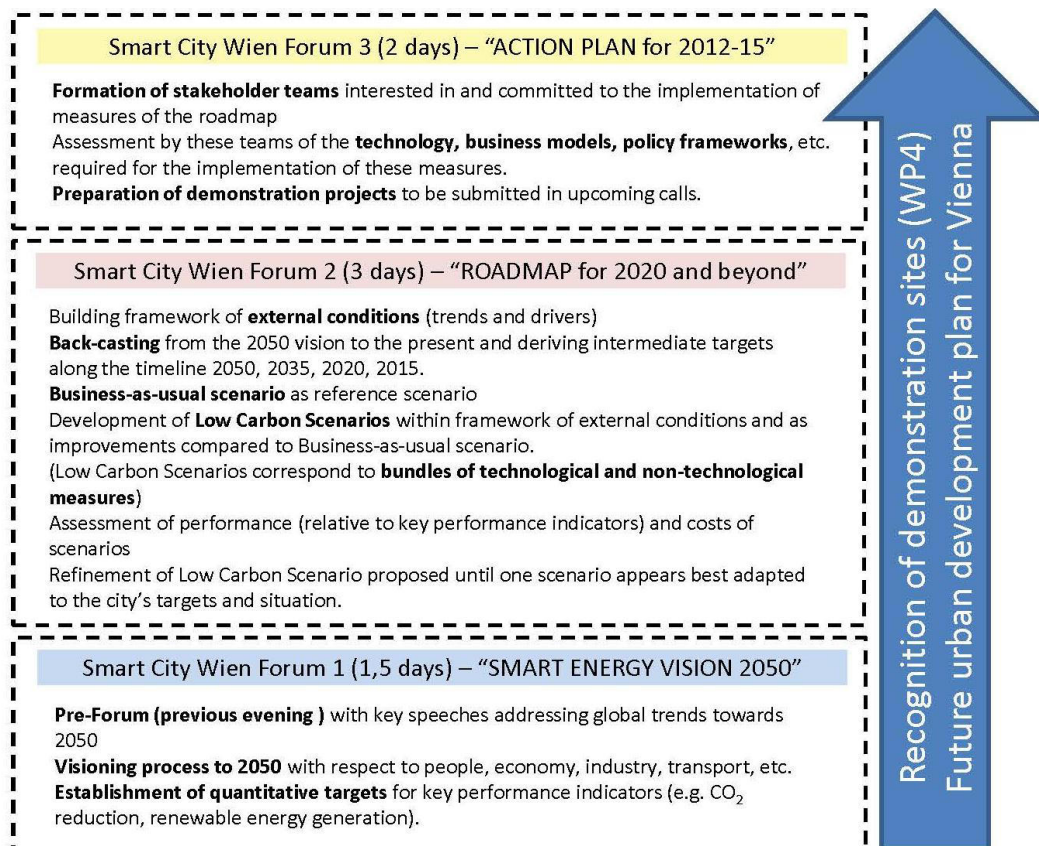 Smart City Wien Forum 3 (2 days) – “ACTION PLAN for 2012-15”
Formation of stakeholder teams interested in and committed to the implementation of
measures of the roadmap
Assessment by these teams of the technology, business models, policy frameworks, etc.
required for the implementation of these measures.
Preparation of demonstration projects to be submitted in upcoming calls.
Smart City Wien Forum 2 (3 days) – “ROADMAP for 2020 and beyond”
Building framework of external conditions (trends and drivers)
Back-casting from the 2050 vision to the present and deriving intermediate targets
along the timeline 2050, 2035, 2020, 2015.
Business-as-usual scenario as reference scenario
Development of Low Carbon Scenarios within framework of external conditions and as
improvements compared to Business-as-usual scenario.
(Low Carbon Scenarios correspond to bundles of technological and non-technological
measures)
Assessment of performance (relative to key performance indicators) and costs of
scenarios
Refinement of Low Carbon Scenario proposed until one scenario appears best adapted
to the city’s targets and situation.
Smart City Wien Forum 1 (1,5 days) – “SMART ENERGY VISION 2050”
Pre-Forum (previous evening ) with key speeches addressing global trends towards
2050
Visioning process to 2050 with respect to people, economy, industry, transport, etc.
Establishment of quantitative targets for key performance indicators (e.g. CO₂
reduction, renewable energy generation).
Recognition of demonstration sites (WP4)
Future urban development plan for Vienna